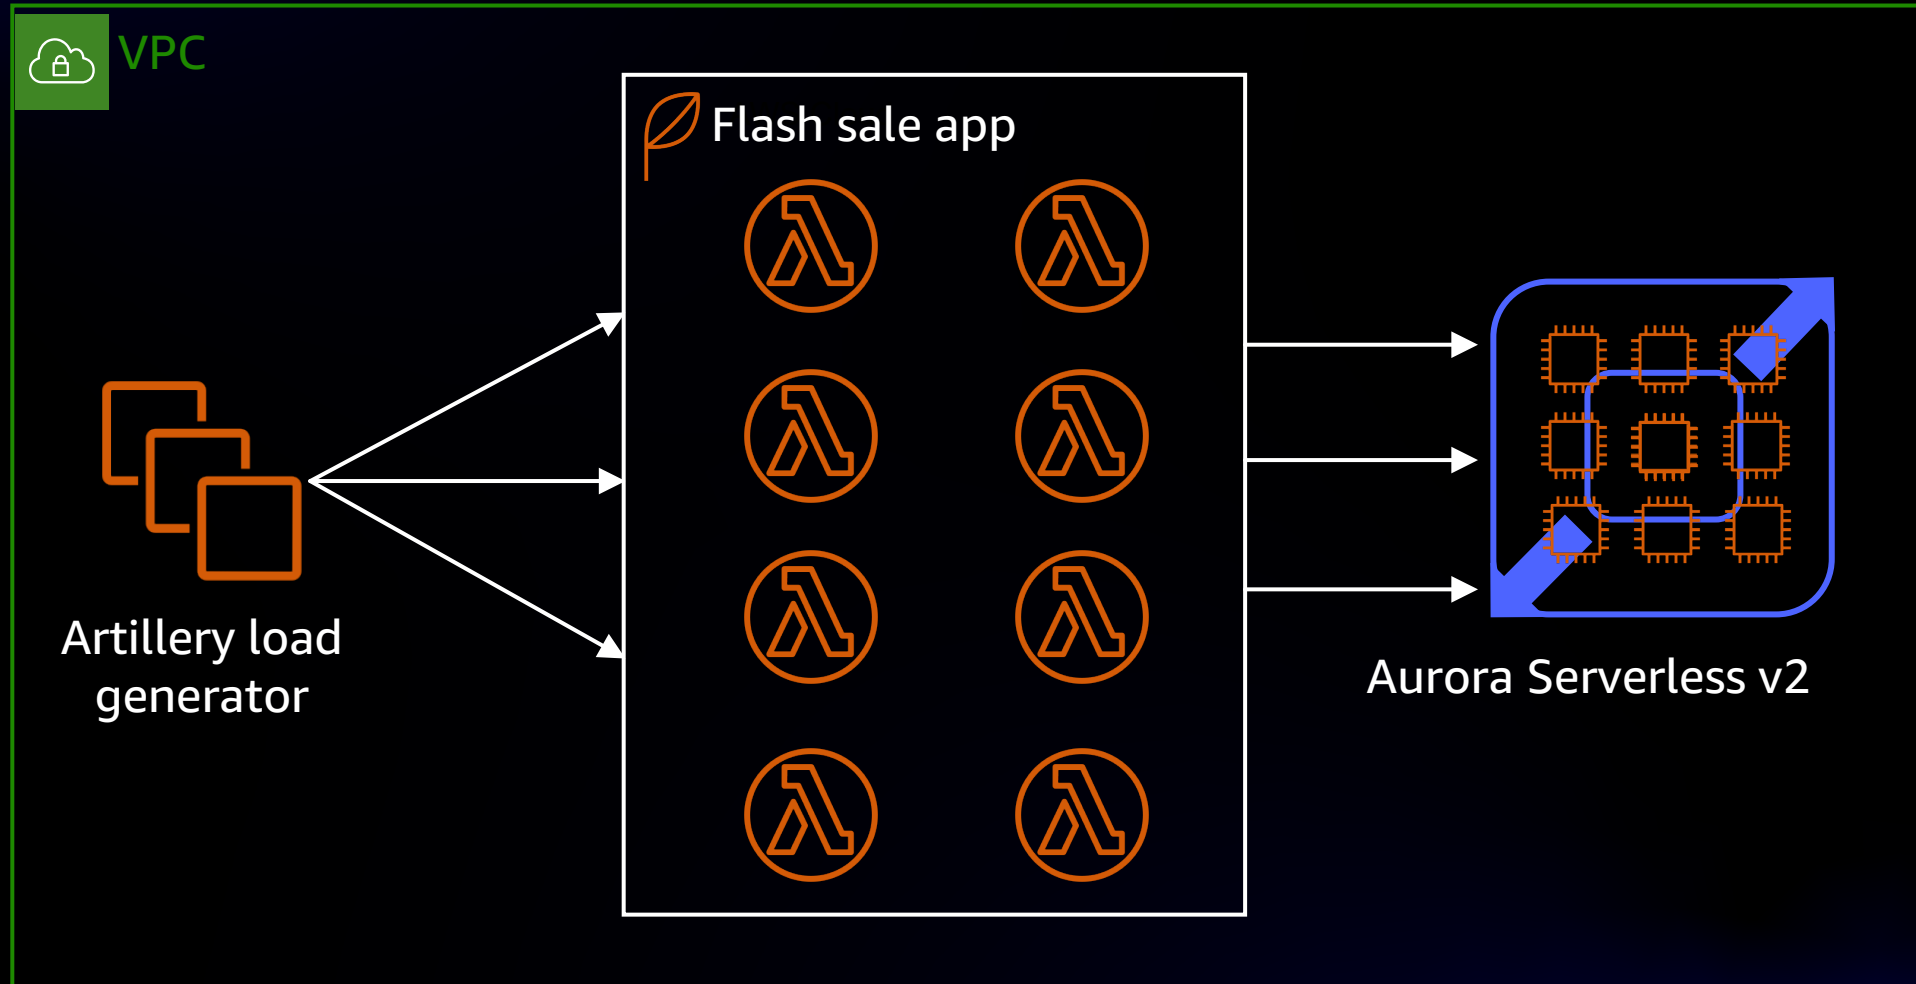 VPC
Flash sale app
Artillery load
generator
Aurora Serverless v2